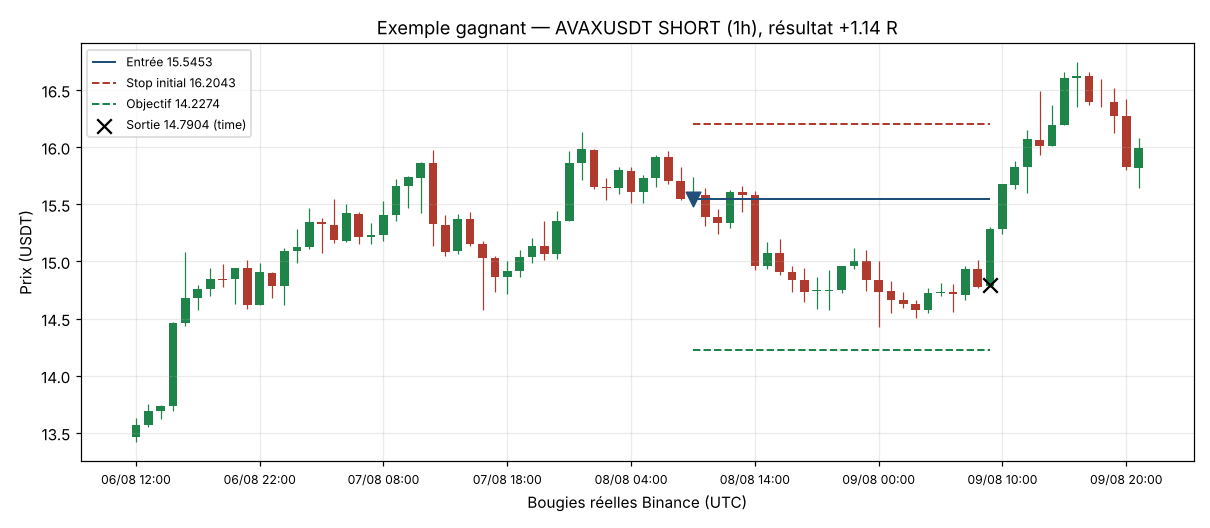 Exemple gagnant — AVAXUSDT SHORT (1h), résultat +1.14 R
Entrée 15.5453
Stop initial 16.2043
Objectif 14.2274
Sortie 14.7904 (time)
Prix (USDT)
16.5
16.0
15.5
15.0
14.5
14.0
13.5
06/08 12:00
06/08 22:00
07/08 08:00
07/08 18:00
08/08 04:00
08/08 14:00
09/08 00:00
09/08 10:00
09/08 20:00
Bougies réelles Binance (UTC)